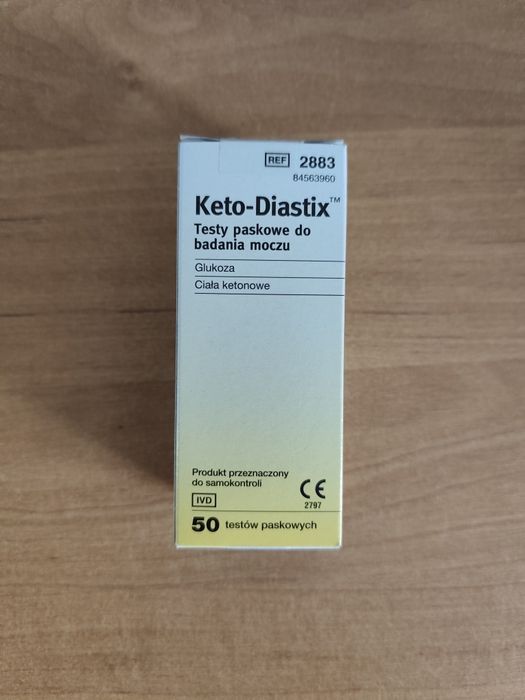 REF 2883
84563960
Keto-Diastix™
Testy paskowe do
badania moczu
Glukoza
Ciała ketonowe
Produkt przeznaczony
do samokontroli
IVD
CE
2797
50 testów paskowych